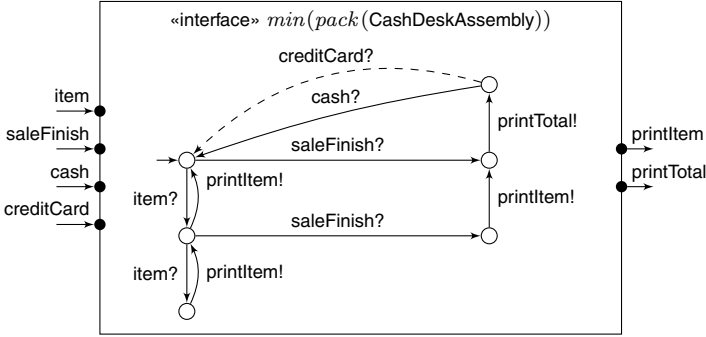 «interface» min(pack(CashDeskAssembly))
creditCard?
item
cash?
saleFinish
printTotal!
saleFinish?
printItem
cash
item?
printItem!
printTotal
creditCard
printItem!
saleFinish?
item?
printItem!